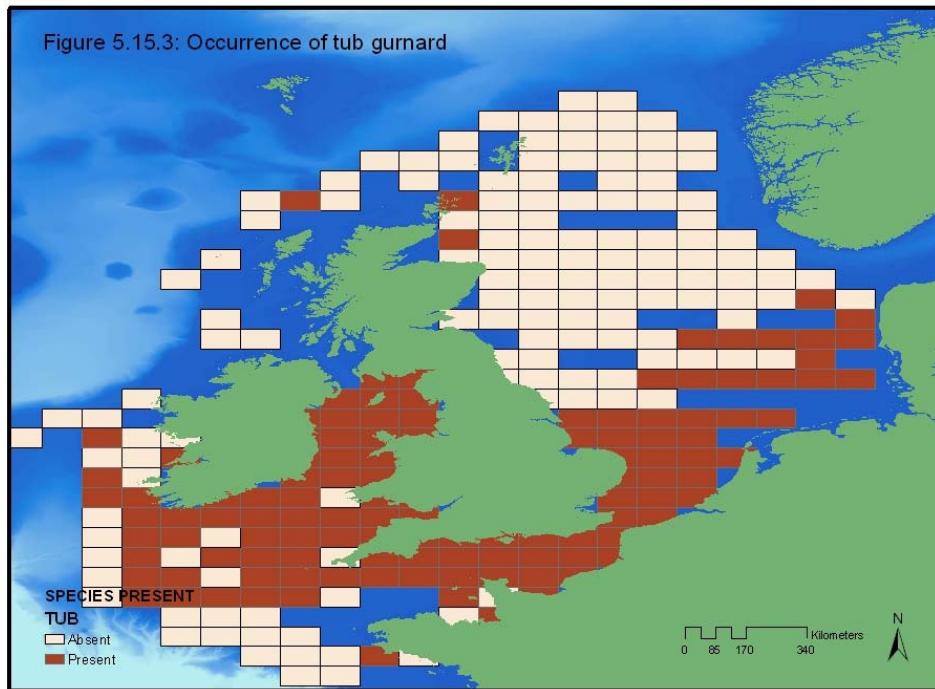 Figure 5.15.3: Occurrence of tub gurnard
SPECIES PRESENT
TUB
Absent
Present
N
Kilometers
0 85 170 340